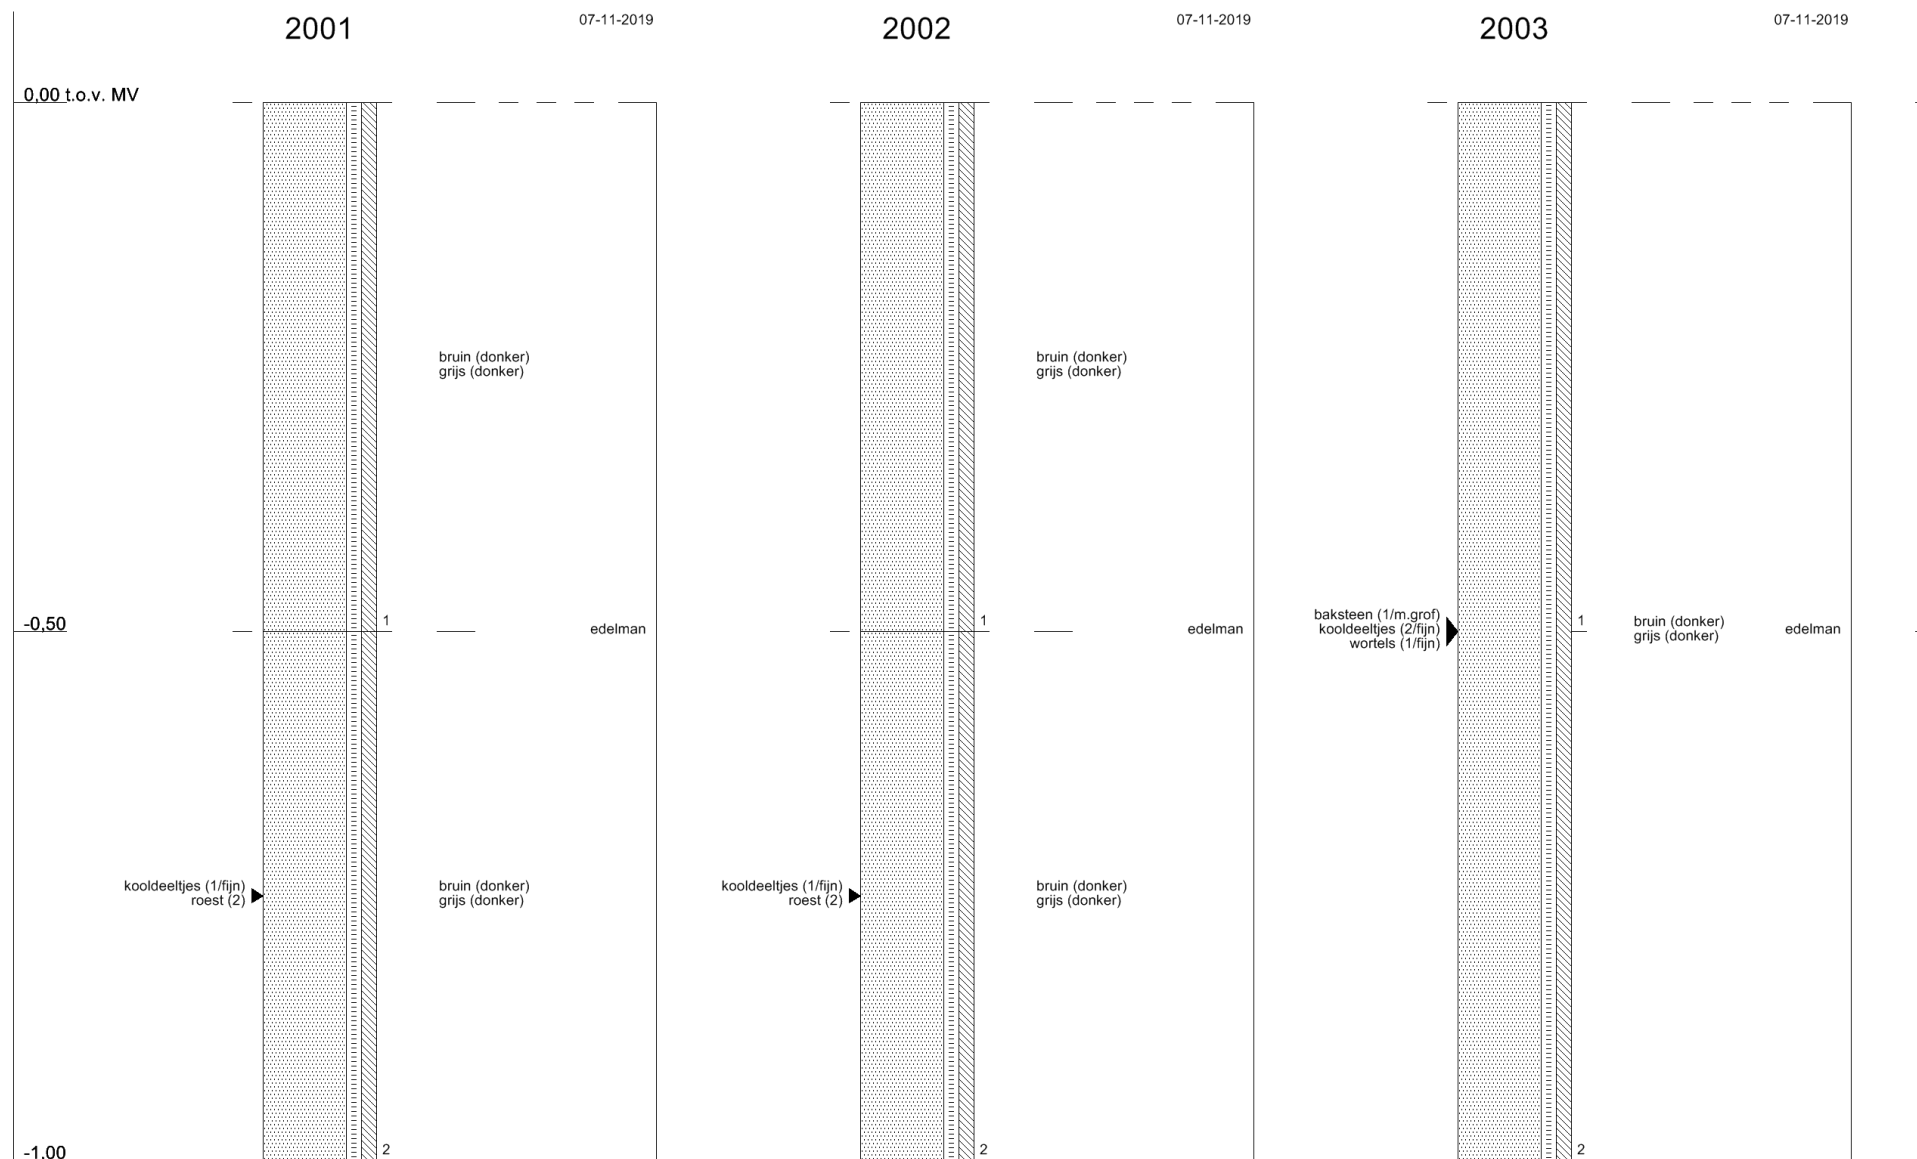 2001
07-11-2019
2002
07-11-2019
2003
07-11-2019
0,00 t.o.v. MV
bruin (donker)
grijs (donker)
bruin (donker)
grijs (donker)
-0,50
1
edelman
1
edelman
baksteen (1/m.grof)
kooldeeltjes (2/fijn)
wortels (1/fijn)
1
bruin (donker)
grijs (donker)
edelman
kooldeeltjes (1/fijn)
roest (2)
bruin (donker)
grijs (donker)
kooldeeltjes (1/fijn)
roest (2)
bruin (donker)
grijs (donker)
-1,00
2
2
2